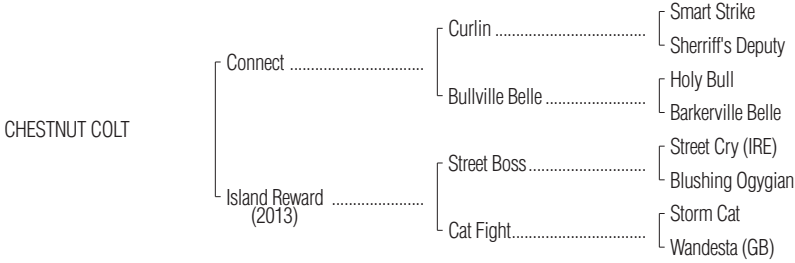 Smart Strike
Curlin ................................
Sherriff's Deputy
Connect ............................
Holy Bull
Bullville Belle .....................
Barkerville Belle
CHESTNUT COLT
Street Cry (IRE)
Street Boss.........................
Blushing Ogygian
Island Reward ...................
(2013)
Storm Cat
Cat Fight............................
Wandesta (GB)